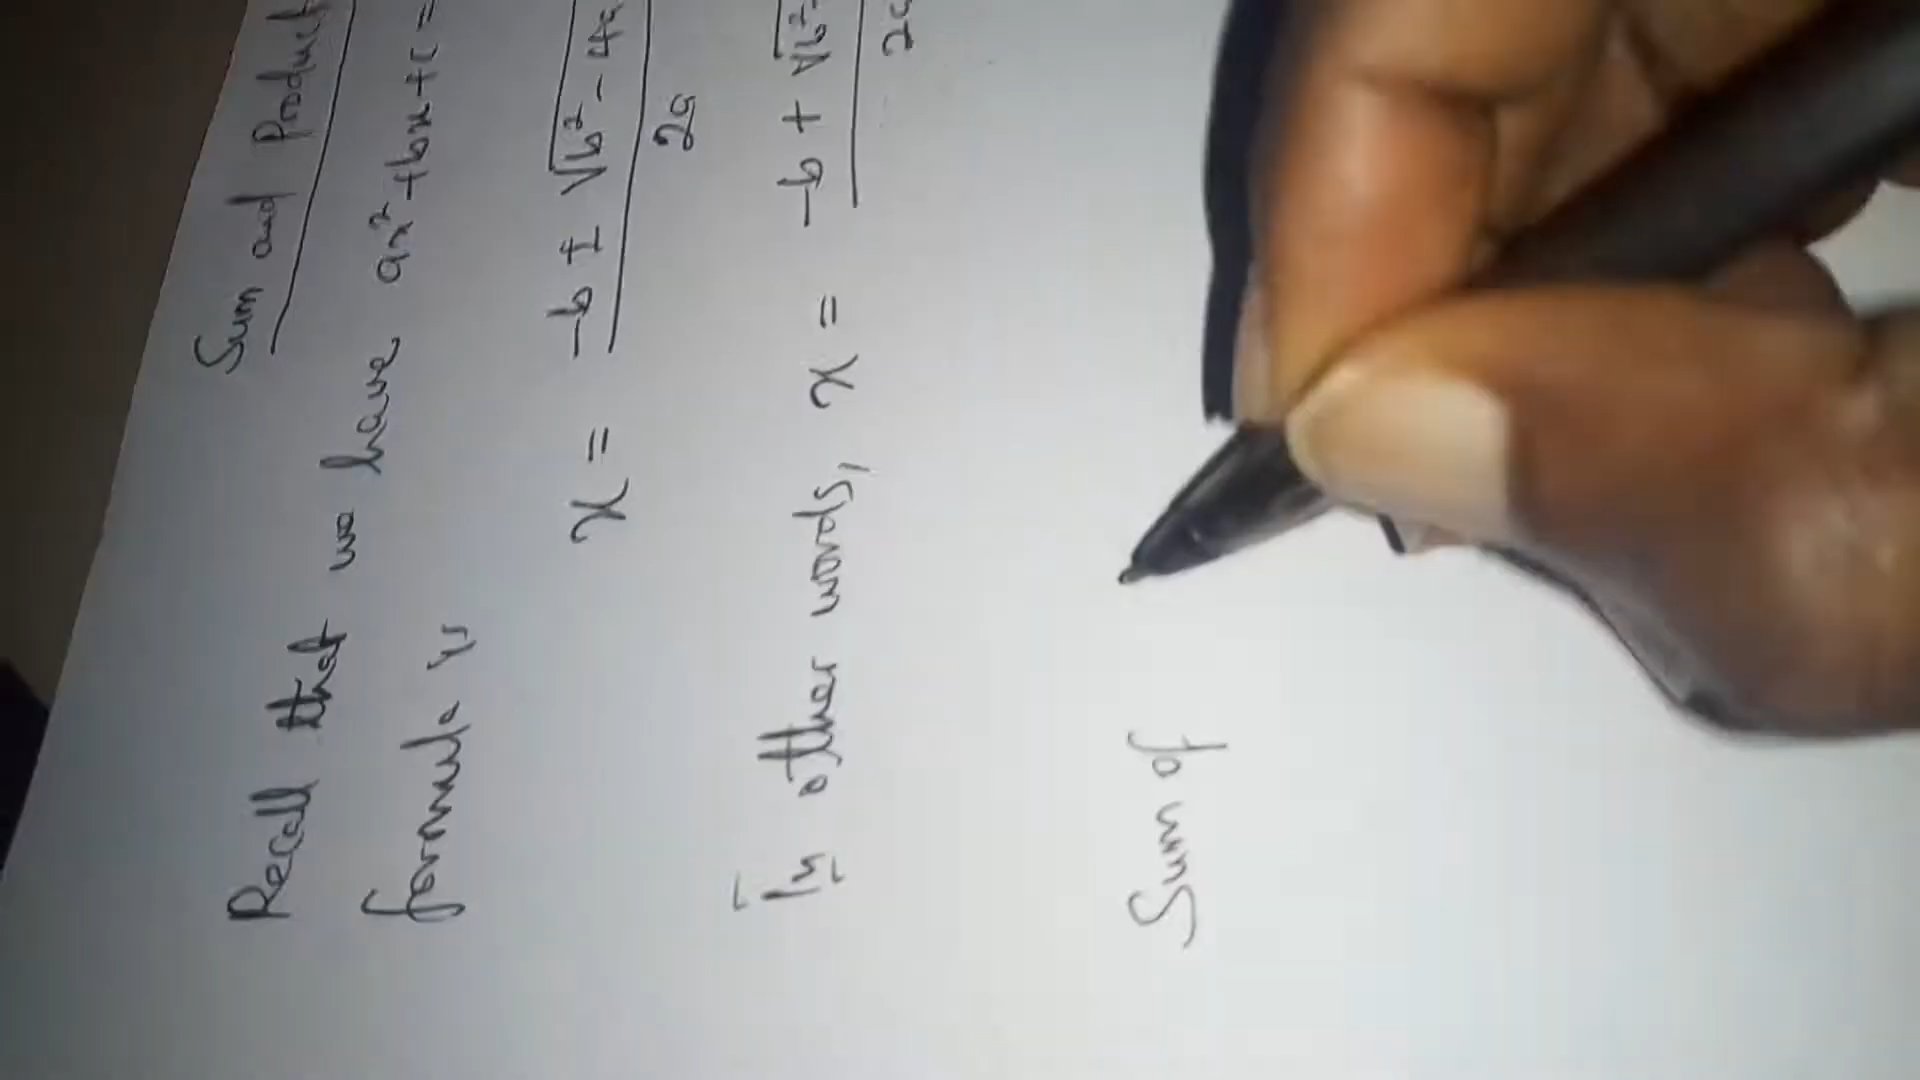 Sum and Product
Recall that we have ax²+bx+c =
formula is
x = -b ± √b²-4a
2a
In other words, x = -b + √b²-
2a
Sum of